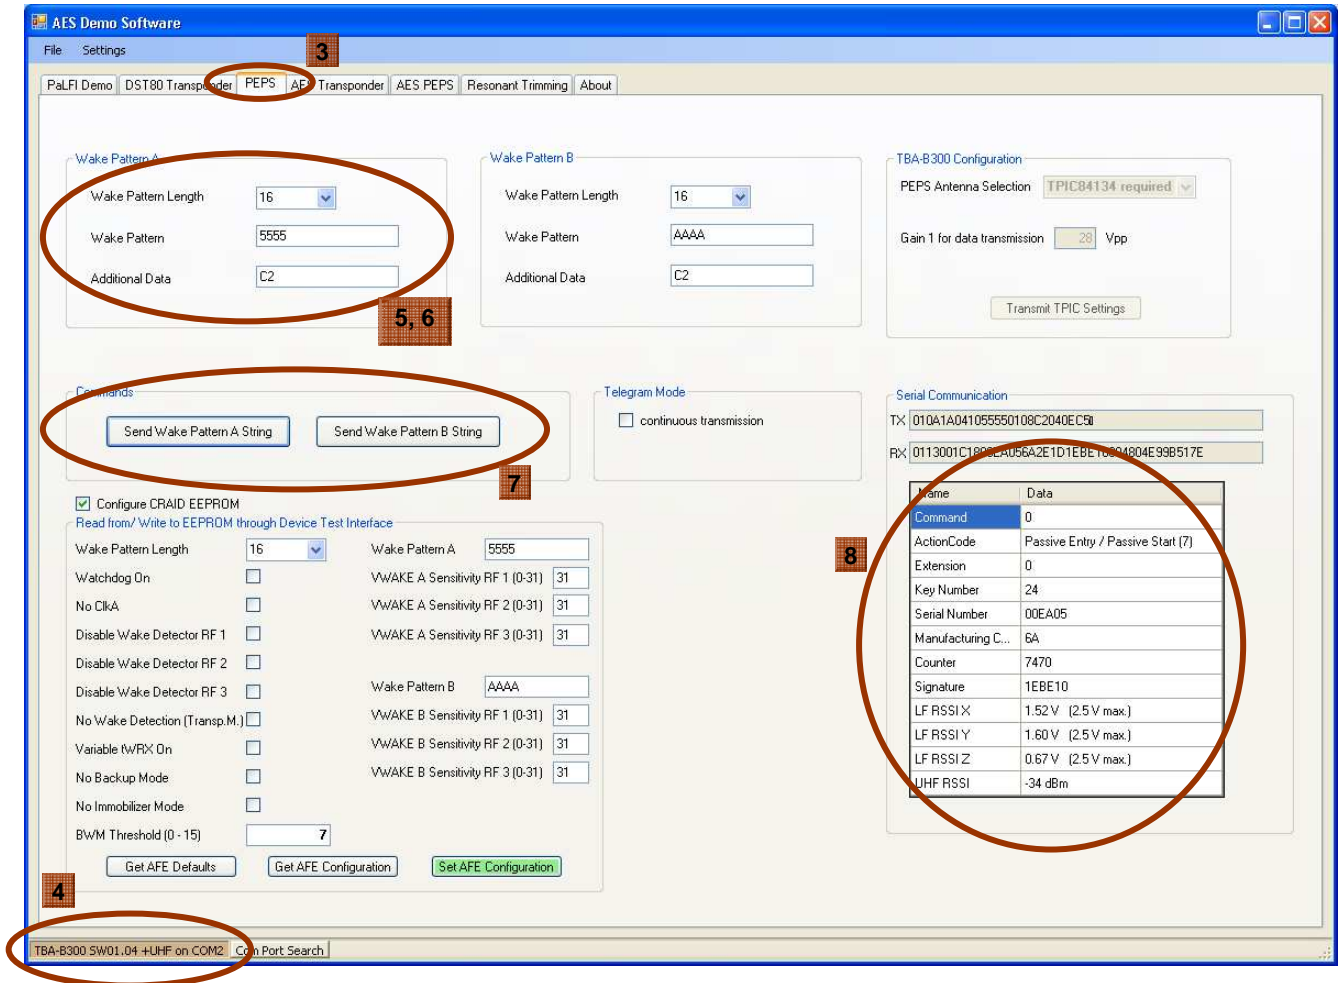 AES Demo Software
File Settings
3
PaLFI Demo DST80 Transponder PEPS AES Transponder AES PEPS Resonant Trimming About
Wake Pattern A
Wake Pattern Length 16
Wake Pattern 5555
Additional Data C2
5, 6
Wake Pattern B
Wake Pattern Length 16
Wake Pattern AAAA
Additional Data C2
TBA-B300 Configuration
PEPS Antenna Selection TPIC84134 required
Gain 1 for data transmission 28 Vpp
Transmit TPIC Settings
Commands
Send Wake Pattern A String Send Wake Pattern B String
7
Telegram Mode
continuous transmission
Serial Communication
TX 010A1A041055550108C2040EC5
RX
Name Data
Command 0
ActionCode Passive Entry / Passive Start (7)
Extension 0
Key Number 24
Serial Number 00EA05
Manufacturing C... 6A
Counter 7470
Signature 1EBE10
LF RSSI X 1.52 V (2.5 V max.)
LF RSSI Y 1.60 V (2.5 V max.)
LF RSSI Z 0.67 V (2.5 V max.)
UHF RSSI -34 dBm
8
Configure CRAID EEPROM
Read from/ Write to EEPROM through Device Test Interface
Wake Pattern Length 16 Wake Pattern A 5555
Watchdog On VWAKE A Sensitivity RF 1 (0-31) 31
No ClkA VWAKE A Sensitivity RF 2 (0-31) 31
Disable Wake Detector RF 1 VWAKE A Sensitivity RF 3 (0-31) 31
Disable Wake Detector RF 2
Disable Wake Detector RF 3 Wake Pattern B AAAA
No Wake Detection (Transp.M.) VWAKE B Sensitivity RF 1 (0-31) 31
Variable tWRX On VWAKE B Sensitivity RF 2 (0-31) 31
No Backup Mode VWAKE B Sensitivity RF 3 (0-31) 31
No Immobilizer Mode
BWM Threshold (0 - 15) 7
Get AFE Defaults Get AFE Configuration Set AFE Configuration
4
TBA-B300 SW01.04 +UHF on COM2 Com Port Search